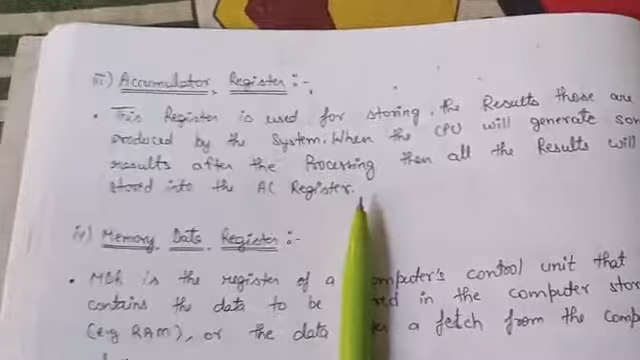 iii) Accumulator Register :-
• This Register is used for storing the Results those are
produced by the System. When the CPU will generate som
results after the Processing then all the Results will
stored into the AC Register.
iv) Memory Data Register :-
• MDR is the register of a computer's control unit that
contains the data to be in the computer stor
(e.g RAM), or the data a fetch from the comp